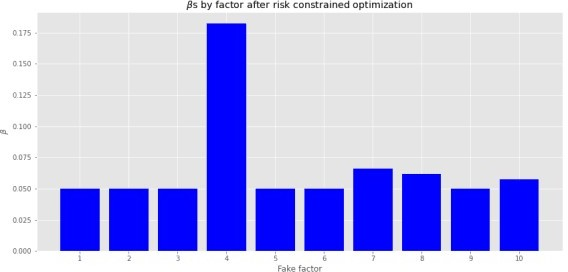 βs by factor after risk constrained optimization
0.175
0.150
0.125
0.100
0.075
0.050
0.025
0.000
β
1 2 3 4 5 6 7 8 9 10
Fake factor